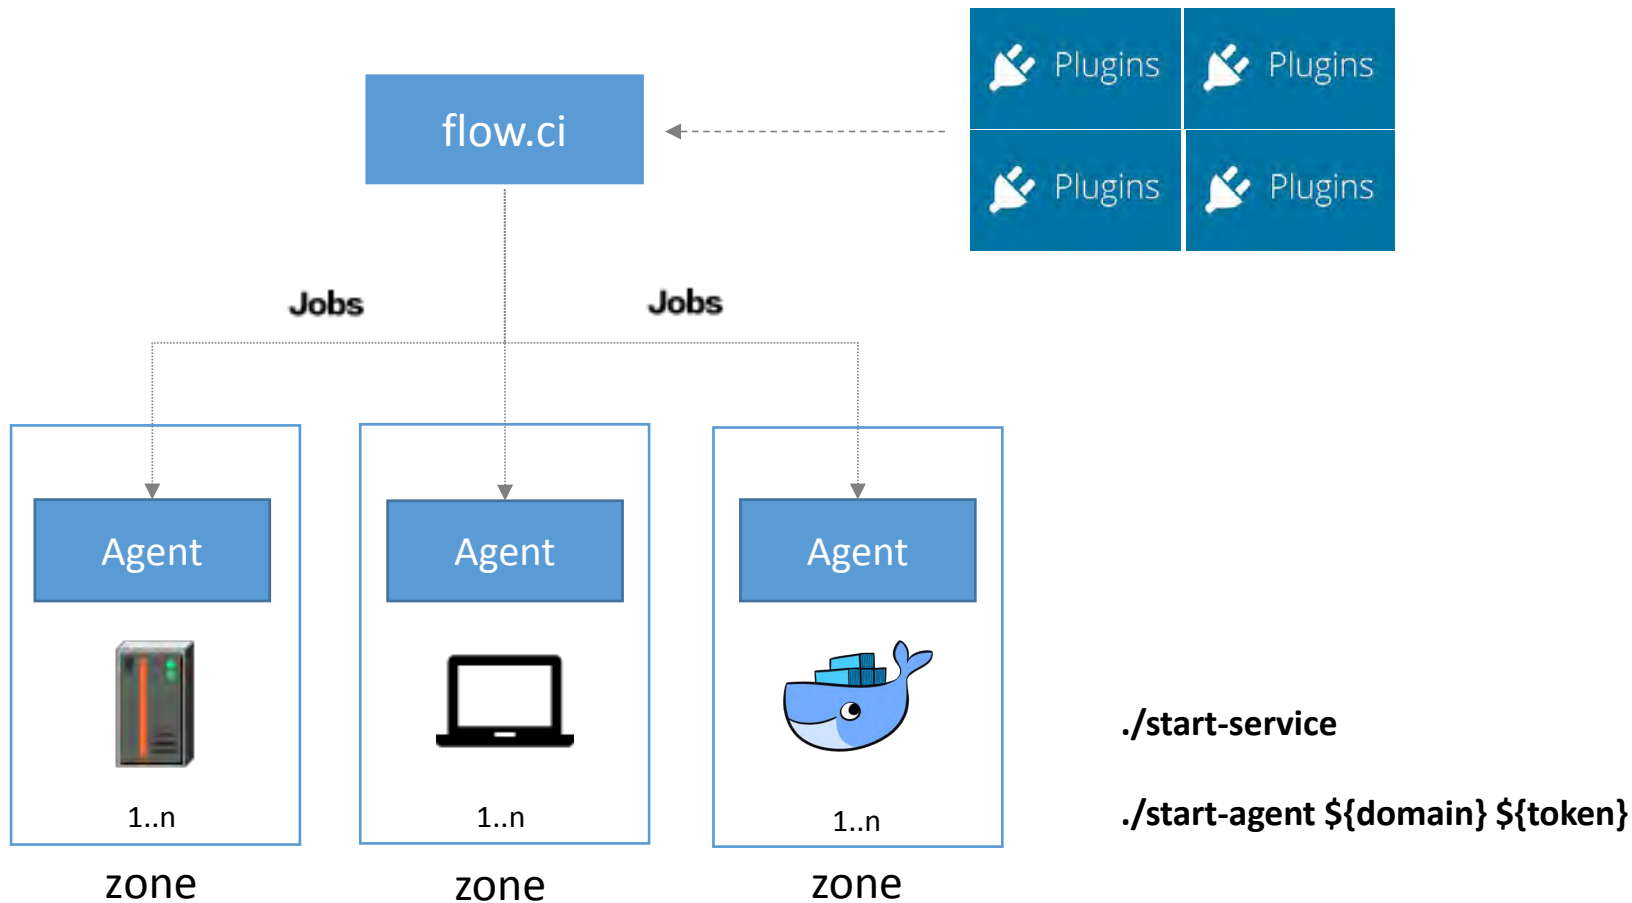 Plugins Plugins
flow.ci
Plugins Plugins
Jobs Jobs
Agent Agent Agent
./start-service
1..n 1..n 1..n
./start-agent ${domain} ${token}
zone zone zone